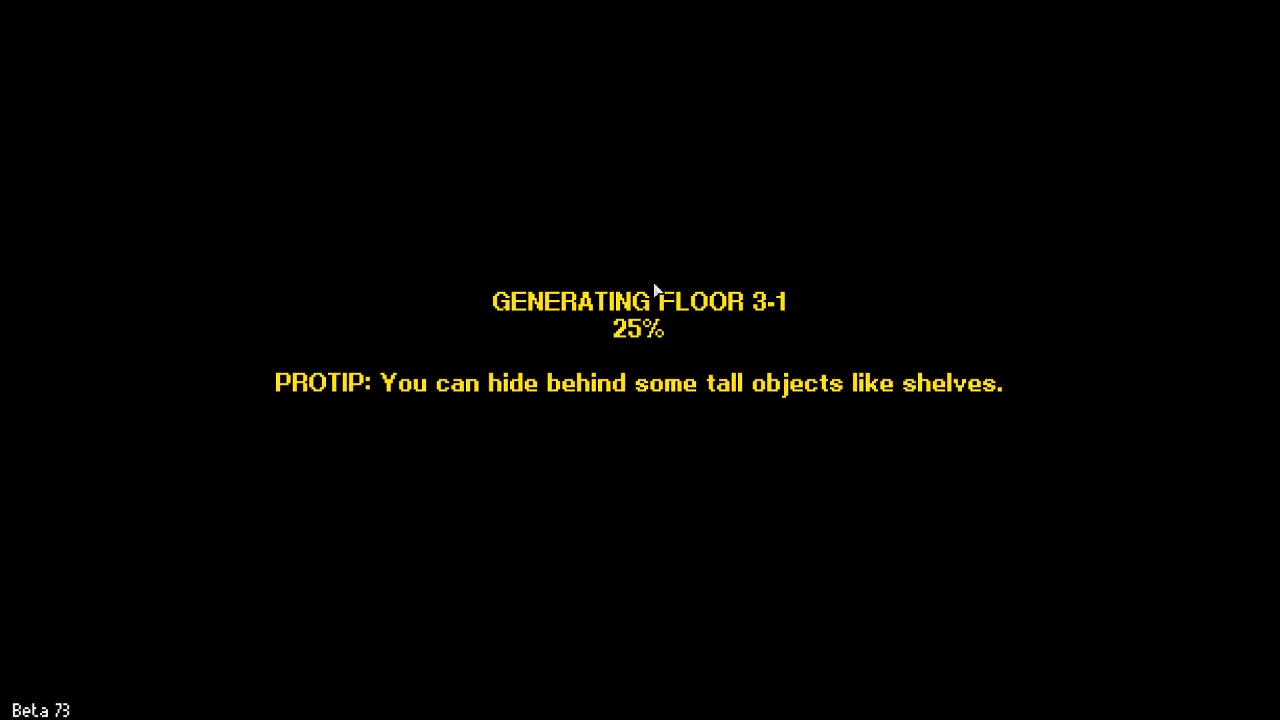 GENERATING FLOOR 3-1
25%
PROTIP: You can hide behind some tall objects like shelves.
Beta 73